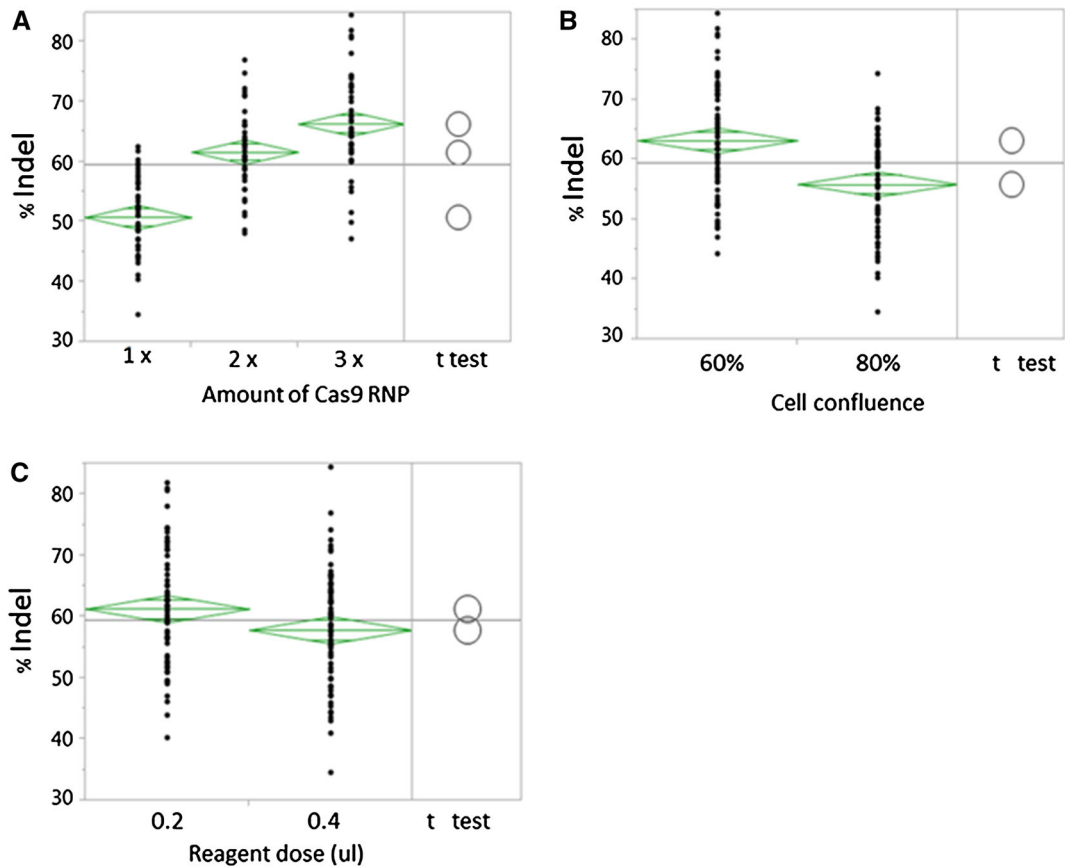 A
% Indel
80
70
60
50
40
30
1 x
2 x
3 x
t test
Amount of Cas9 RNP
B
% Indel
80
70
60
50
40
30
60%
80%
t test
Cell confluence
C
% Indel
80
70
60
50
40
30
0.2
0.4
t test
Reagent dose (ul)